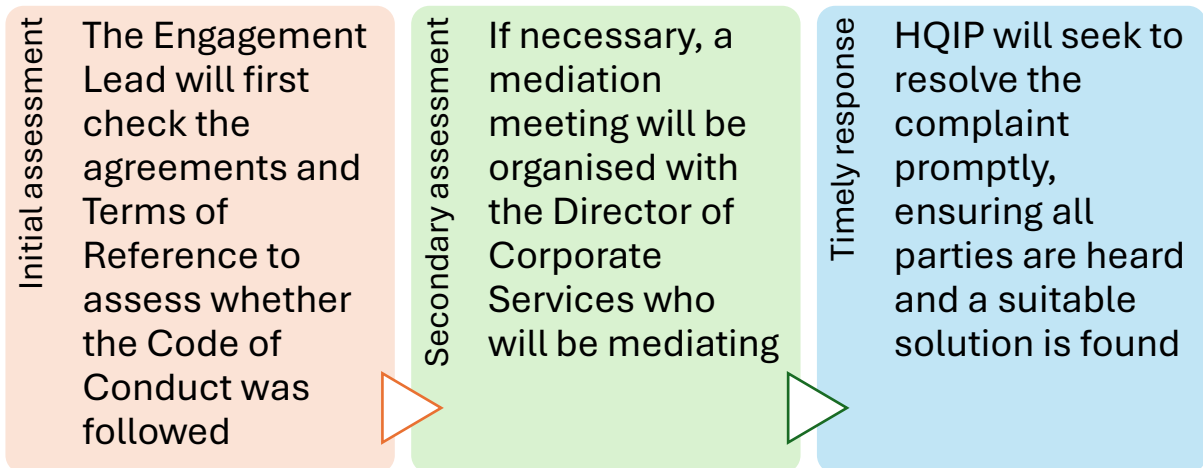 Initial assessment
The Engagement
Lead will first
check the
agreements and
Terms of
Reference to
assess whether
the Code of
Conduct was
followed
Secondary assessment
If necessary, a
mediation
meeting will be
organised with
the Director of
Corporate
Services who
will be mediating
Timely response
HQIP will seek to
resolve the
complaint
promptly,
ensuring all
parties are heard
and a suitable
solution is found